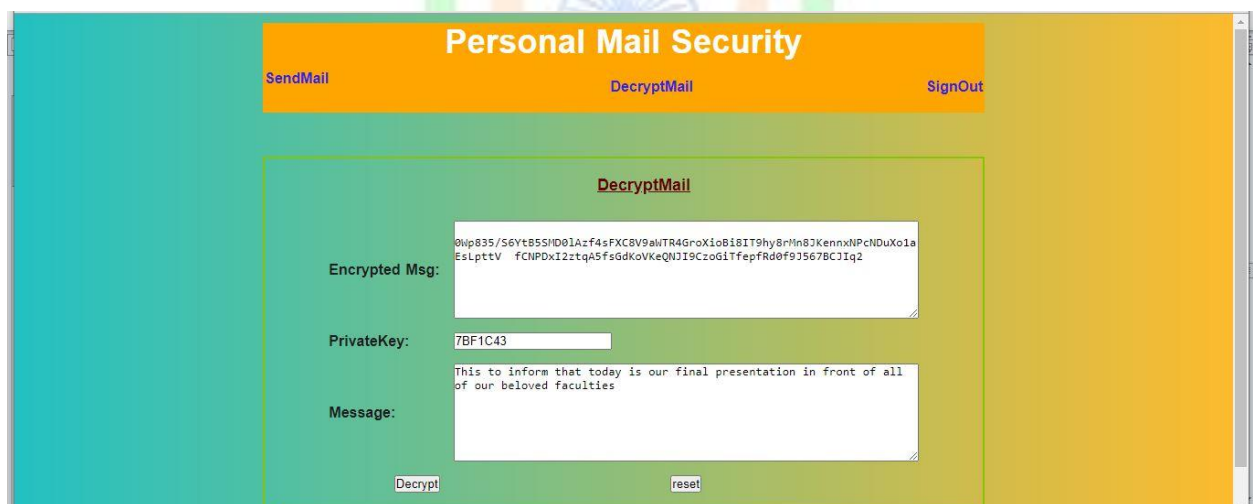 Personal Mail Security
SendMail
DecryptMail
SignOut
DecryptMail
Encrypted Msg:
0Wp835/S6YtB5SMD0lAzf4sFXC8V9aWTR4GroXioBi8IT9hy8rMn8JKennxNPcNDuXo1a
EsLpttV  fCNPDxI2ztqA5fsGdKoVKeQNJI9CzoGiTfepfRd0f9J567BCJIq2
PrivateKey:
7BF1C43
Message:
This to inform that today is our final presentation in front of all
of our beloved faculties
Decrypt
reset